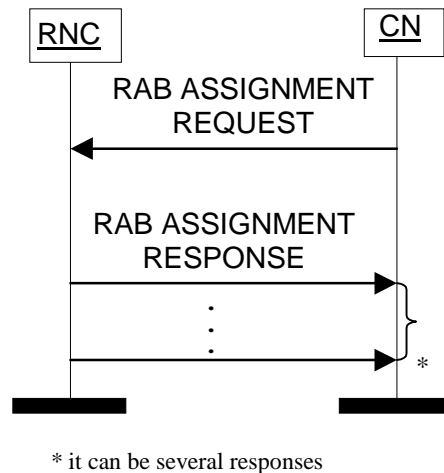 RNC
CN
RAB ASSIGNMENT
REQUEST
RAB ASSIGNMENT
RESPONSE
*
* it can be several responses